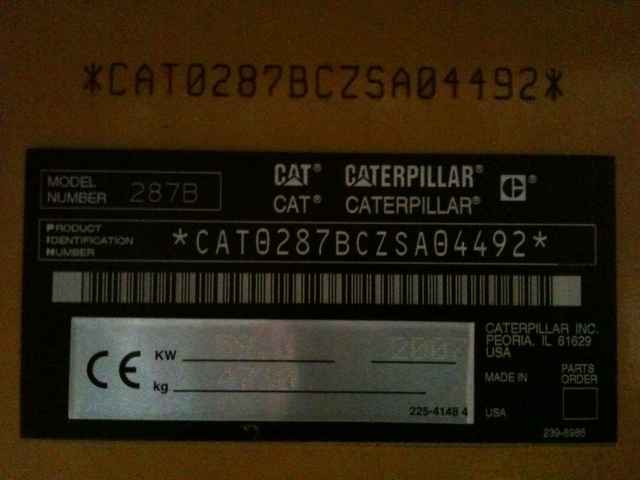 *CAT0287BCZSA04492*
CAT® CATERPILLAR® ®
MODEL NUMBER 287B
CAT® CATERPILLAR®
PRODUCT IDENTIFICATION NUMBER *CAT0287BCZSA04492*
CATERPILLAR INC.
PEORIA, IL 61629
USA
CE KW
kg
MADE IN
USA
PARTS ORDER
225-4148 4
239-5986